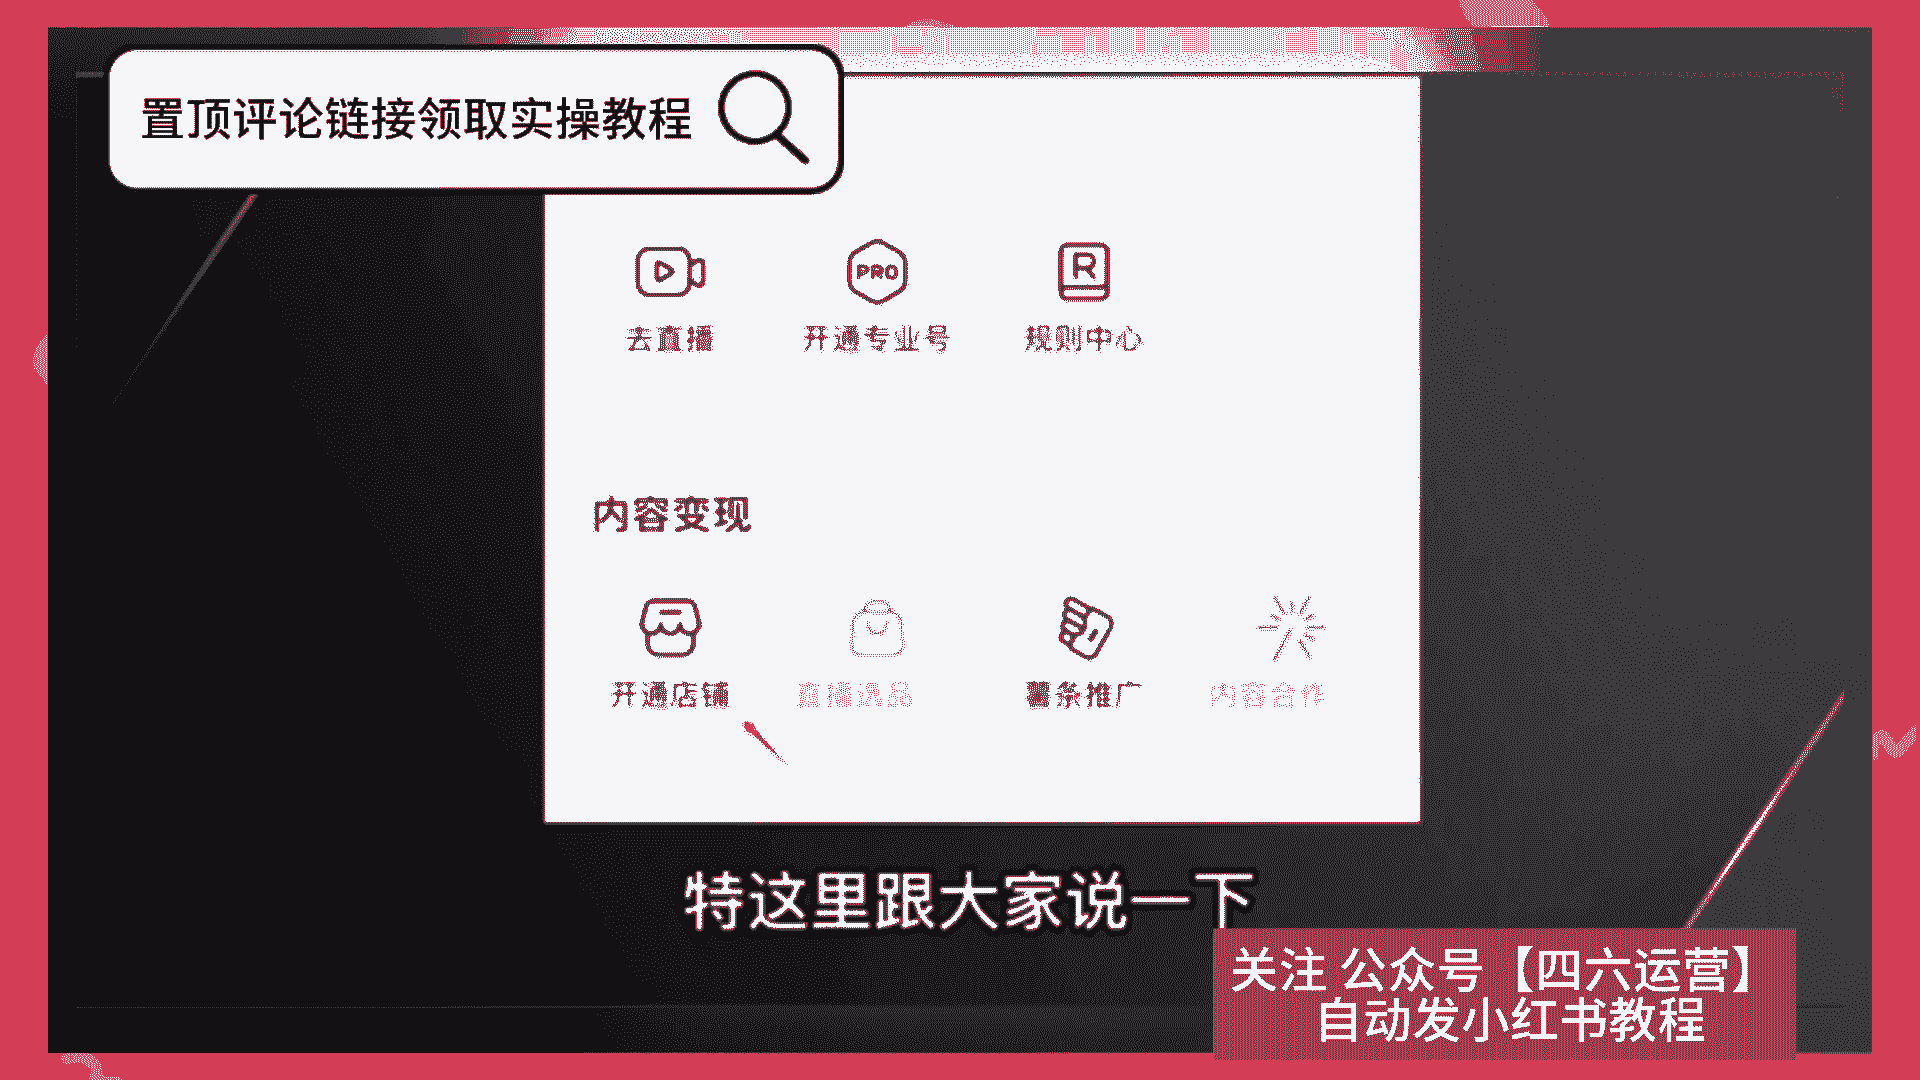 置顶评论链接领取实操教程
PRO
R
去直播
开通专业号
规则中心
内容变现
开通店铺
直播选品
薯条推广
内容合作
特这里跟大家说一下
关注 公众号【四六运营】
自动发小红书教程